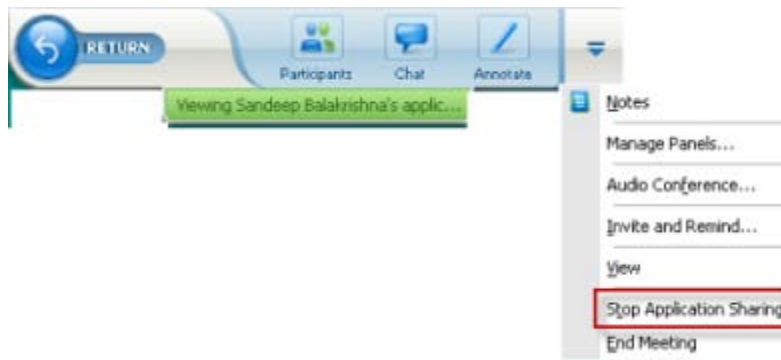 RETURN
Participants Chat Annotate
Viewing Sandeep Balakrishna's applic...
Notes
Manage Panels...
Audio Conference...
Invite and Remind...
View
Stop Application Sharing
End Meeting